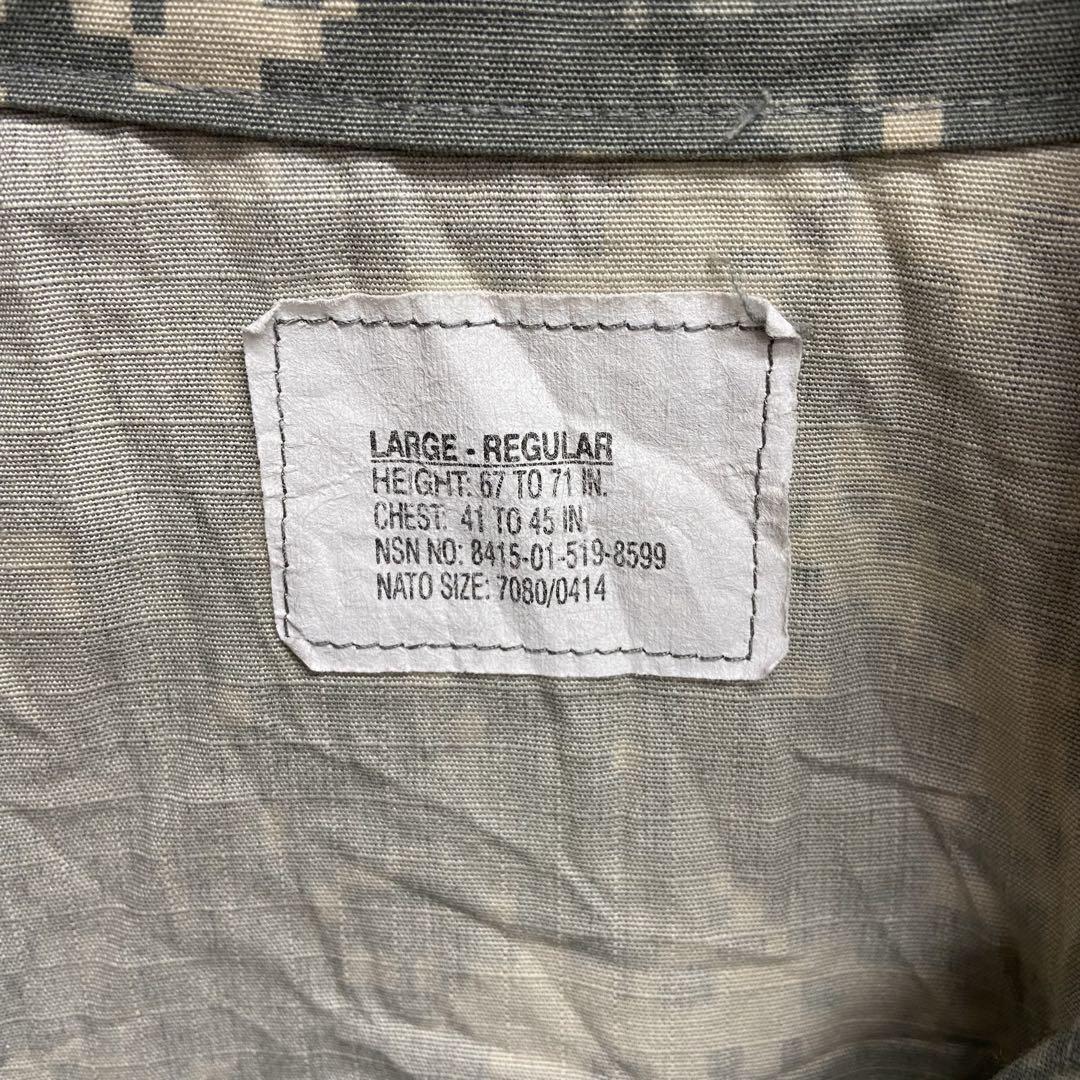 LARGE - REGULAR
HEIGHT: 67 TO 71 IN.
CHEST: 41 TO 45 IN
NSN NO: 8415-01-519-8599
NATO SIZE: 7080/0414